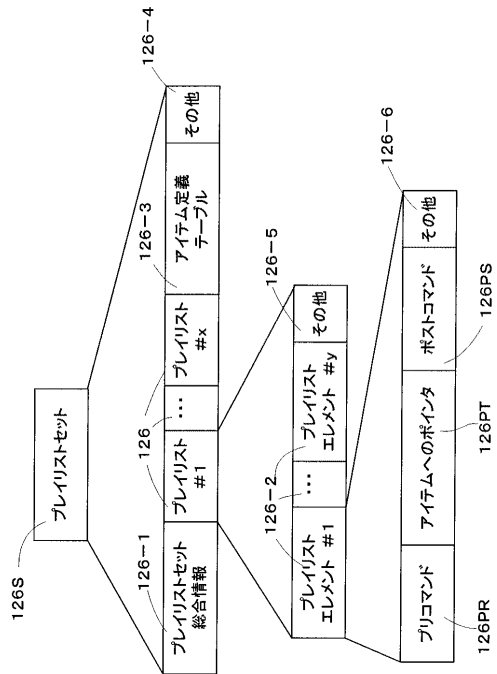 126S
プレイリストセット
126-1
126
126-3
126-4
プレイリストセット
総合情報
プレイリスト
#1
・・・
プレイリスト
#x
アイテム定義
テーブル
その他
126-2
126-5
プレイリスト
エレメント #1
・・・
プレイリスト
エレメント #y
その他
126-6
プリコマンド
アイテムへのポインタ
ポストコマンド
その他
126PR
126PT
126PS